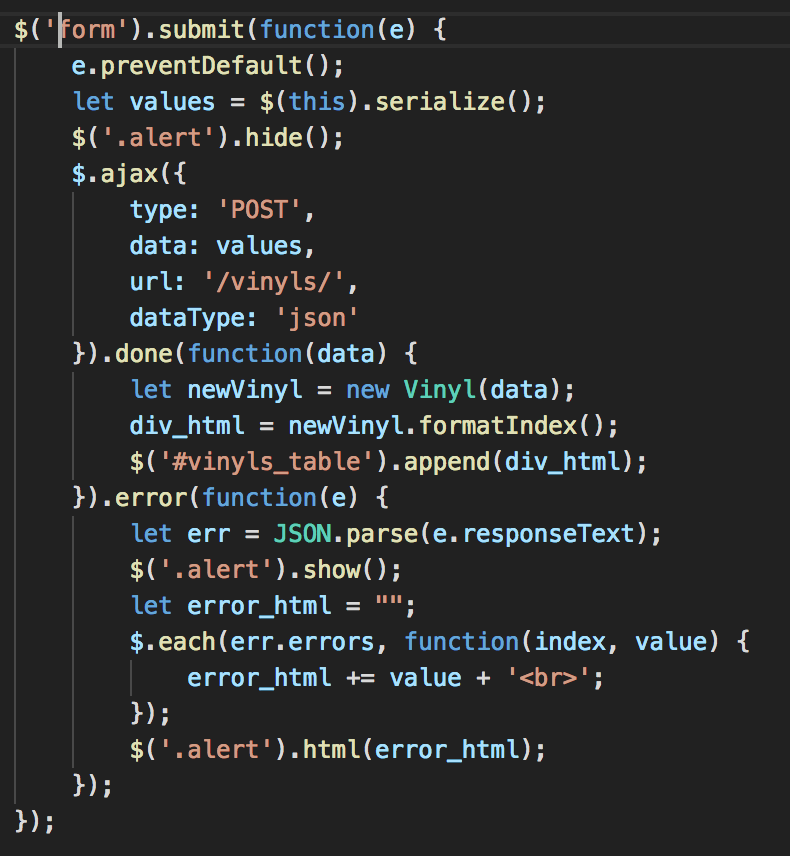 $('form').submit(function(e) {
    e.preventDefault();
    let values = $(this).serialize();
    $('.alert').hide();
    $.ajax({
        type: 'POST',
        data: values,
        url: '/vinyls/',
        dataType: 'json'
    }).done(function(data) {
        let newVinyl = new Vinyl(data);
        div_html = newVinyl.formatIndex();
        $('#vinyls_table').append(div_html);
    }).error(function(e) {
        let err = JSON.parse(e.responseText);
        $('.alert').show();
        let error_html = "";
        $.each(err.errors, function(index, value) {
            error_html += value + '<br>';
        });
        $('.alert').html(error_html);
    });
});